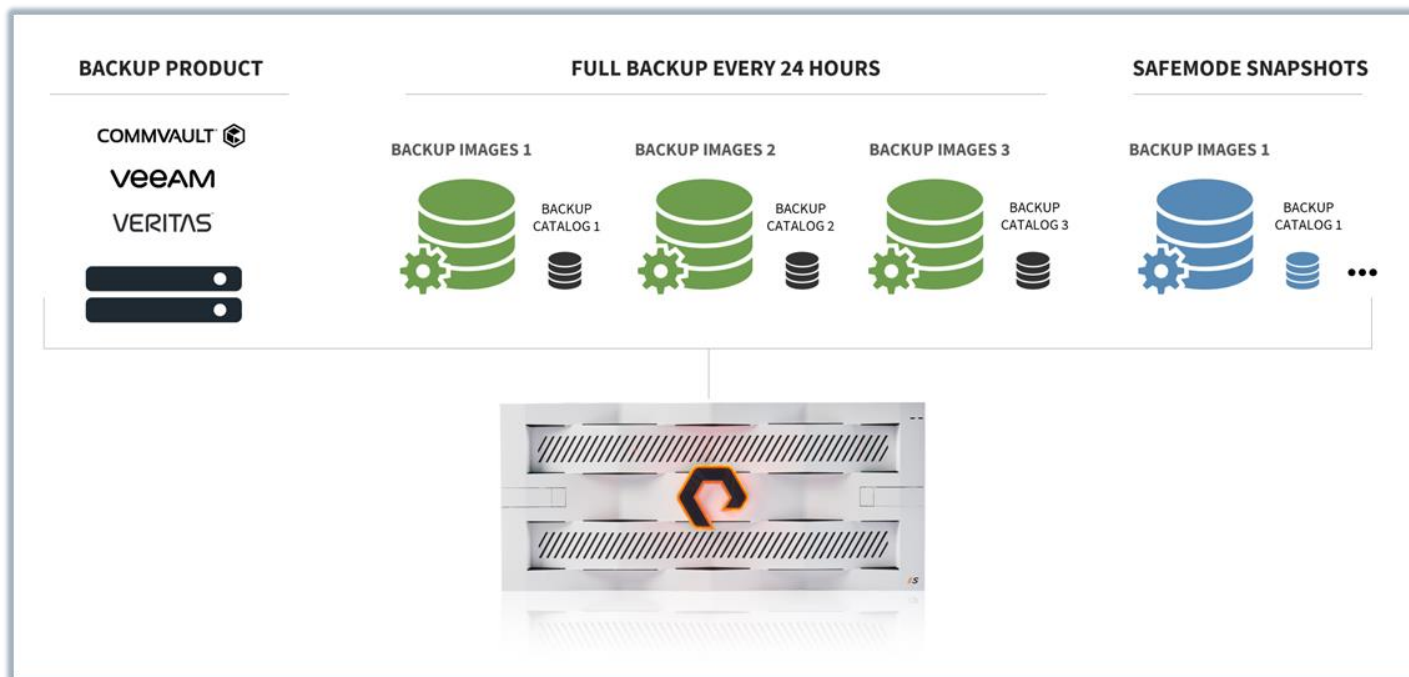 BACKUP PRODUCT
FULL BACKUP EVERY 24 HOURS
SAFEMODE SNAPSHOTS
COMMVAULT
VEEAM
VERITAS
BACKUP IMAGES 1
BACKUP
CATALOG 1
BACKUP IMAGES 2
BACKUP
CATALOG 2
BACKUP IMAGES 3
BACKUP
CATALOG 3
BACKUP IMAGES 1
BACKUP
CATALOG 1
•••
//S